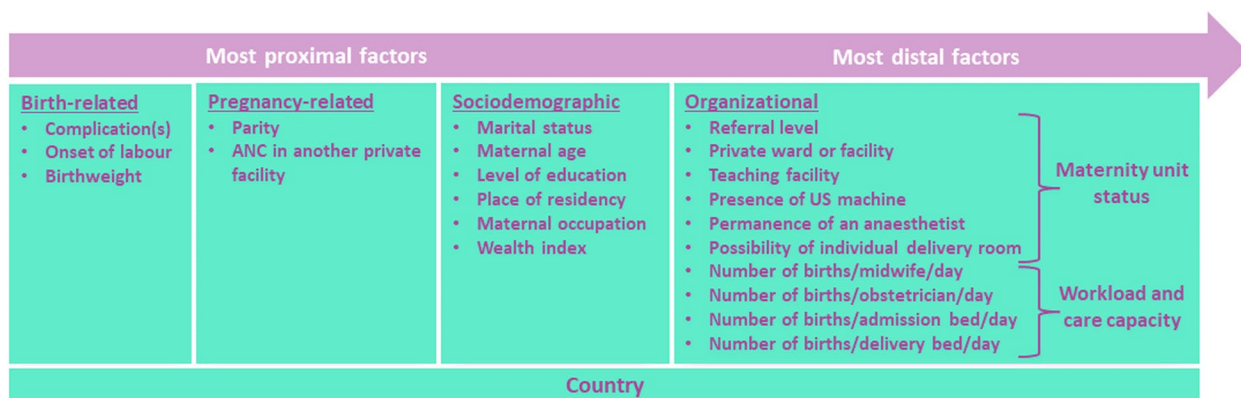 Most proximal factors
Most distal factors
Birth-related
• Complication(s)
• Onset of labour
• Birthweight
Pregnancy-related
• Parity
• ANC in another private
facility
Sociodemographic
• Marital status
• Maternal age
• Level of education
• Place of residency
• Maternal occupation
• Wealth index
Organizational
• Referral level
• Private ward or facility
• Teaching facility
• Presence of US machine
• Permanence of an anaesthetist
• Possibility of individual delivery room
• Number of births/midwife/day
• Number of births/obstetrician/day
• Number of births/admission bed/day
• Number of births/delivery bed/day
Maternity unit
status
Workload and
care capacity
Country